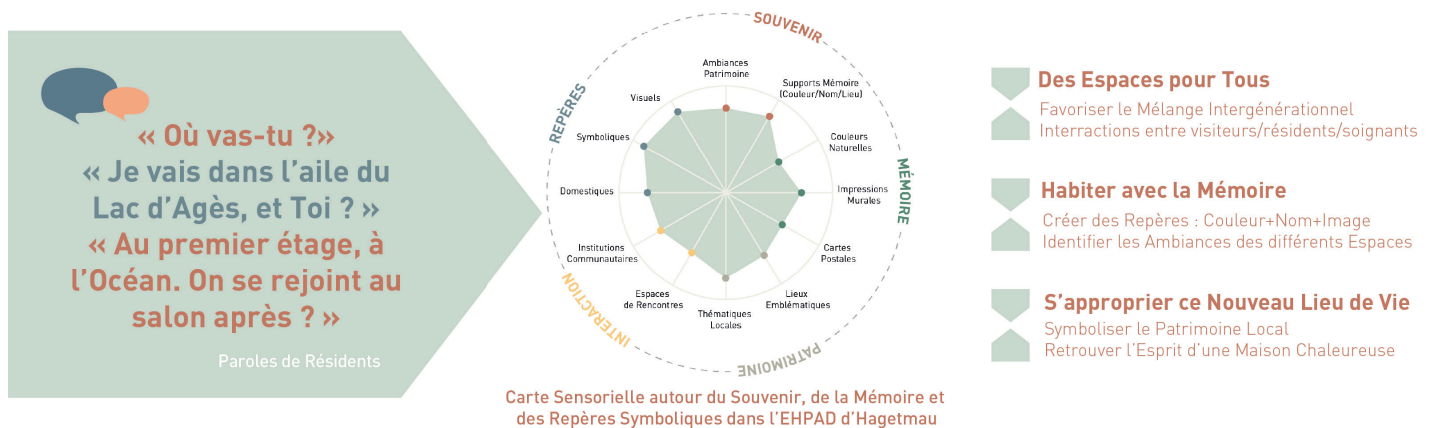 « Où vas-tu ?»
« Je vais dans l'aile du
Lac d'Agès, et Toi ? »
« Au premier étage, à
l'Océan. On se rejoint au
salon après ? »
Paroles de Résidents
SOUVENIR
MÉMOIRE
PATRIMOINE
INTERACTION
REPÈRES
Ambiances
Patrimoine
Supports Mémoire
(Couleur/Nom/Lieu)
Couleurs
Naturelles
Impressions
Murales
Cartes
Postales
Lieux
Emblématiques
Thématiques
Locales
Espaces
de Rencontres
Institutions
Communautaires
Domestiques
Symboliques
Visuels
Carte Sensorielle autour du Souvenir, de la Mémoire et
des Repères Symboliques dans l'EHPAD d'Hagetmau
Des Espaces pour Tous
Favoriser le Mélange Intergénérationnel
Interractions entre visiteurs/résidents/soignants
Habiter avec la Mémoire
Créer des Repères : Couleur+Nom+Image
Identifier les Ambiances des différents Espaces
S'approprier ce Nouveau Lieu de Vie
Symboliser le Patrimoine Local
Retrouver l'Esprit d'une Maison Chaleureuse